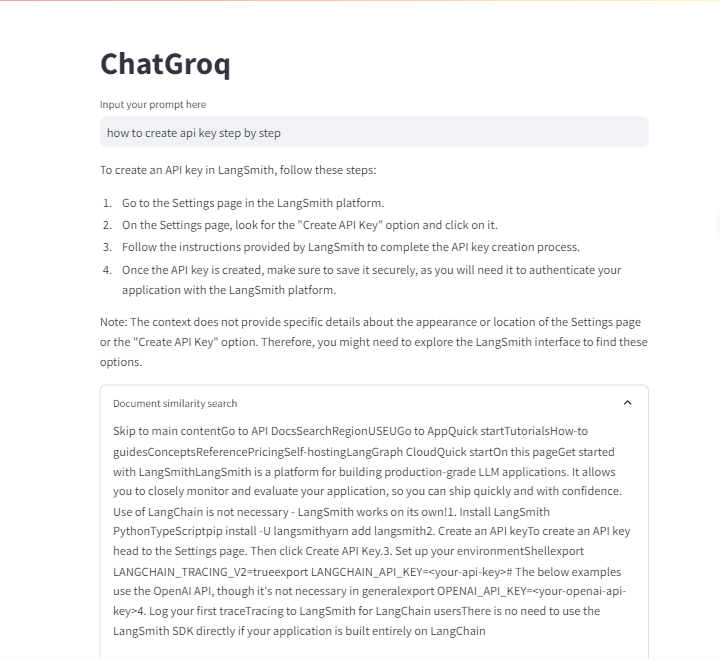 ChatGroq
Input your prompt here
how to create api key step by step
To create an API key in LangSmith, follow these steps:
1. Go to the Settings page in the LangSmith platform.
2. On the Settings page, look for the "Create API Key" option and click on it.
3. Follow the instructions provided by LangSmith to complete the API key creation process.
4. Once the API key is created, make sure to save it securely, as you will need it to authenticate your
application with the LangSmith platform.
Note: The context does not provide specific details about the appearance or location of the Settings page
or the "Create API Key" option. Therefore, you might need to explore the LangSmith interface to find these
options.
Document similarity search
Skip to main contentGo to API DocsSearchRegionUSEUGo to AppQuick startTutorialsHow-to
guidesConceptsReferencePricingSelf-hostingLangGraph CloudQuick startOn this pageGet started
with LangSmithLangSmith is a platform for building production-grade LLM applications. It allows
you to closely monitor and evaluate your application, so you can ship quickly and with confidence.
Use of LangChain is not necessary - LangSmith works on its own!1. Install LangSmith
PythonTypeScriptpip install -U langsmithyarn add langsmith2. Create an API keyTo create an API key
head to the Settings page. Then click Create API Key.3. Set up your environmentShellexport
LANGCHAIN_TRACING_V2=trueexport LANGCHAIN_API_KEY=<your-api-key># The below examples
use the OpenAI API, though it's not necessary in generalexport OPENAI_API_KEY=<your-openai-api-
key>4. Log your first traceTracing to LangSmith for LangChain usersThere is no need to use the
LangSmith SDK directly if your application is built entirely on LangChain